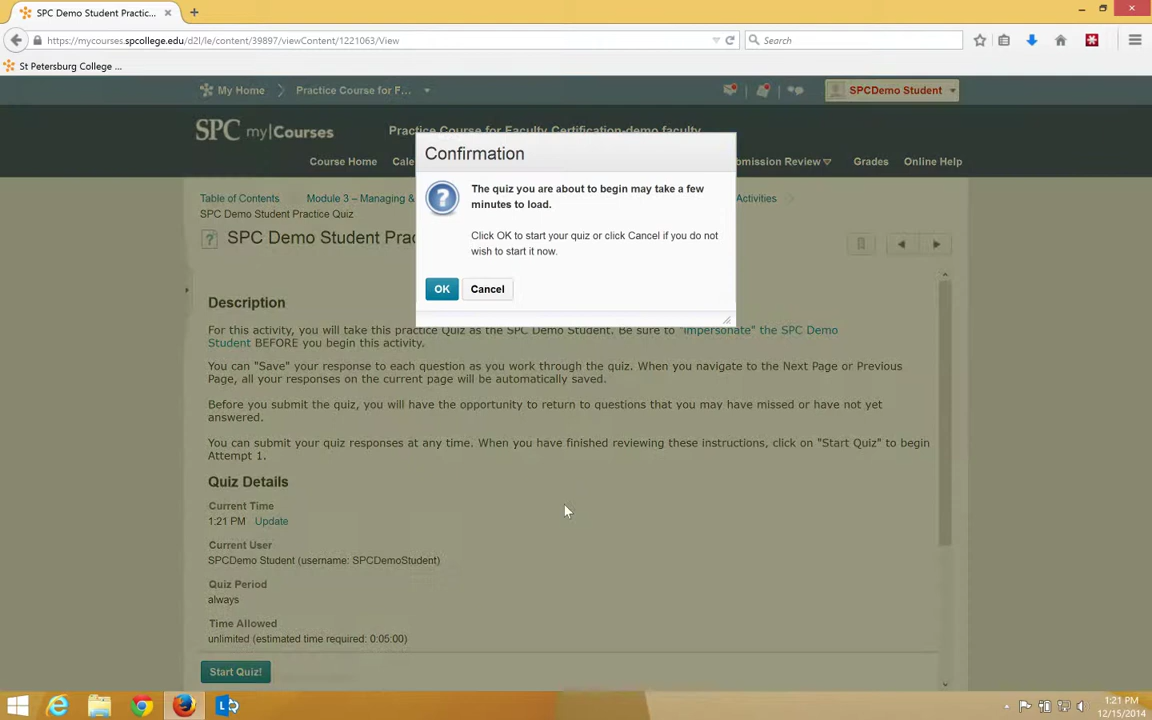 SPC Demo Student Practic...
https://mycourses.spcollege.edu/d2l/le/content/39897/viewContent/1221063/View
Search
St Petersburg College ...
My Home
Practice Course for F...
SPCDemo Student
SPC my|Courses
Practice Course for Faculty Certification-demo faculty
Course Home
Cale
bmission Review
Grades
Online Help
Confirmation
The quiz you are about to begin may take a few
minutes to load.
Click OK to start your quiz or click Cancel if you do not
wish to start it now.
OK
Cancel
Table of Contents
Module 3 – Managing &
Activities
SPC Demo Student Practice Quiz
SPC Demo Student Prac
Description
For this activity, you will take this practice Quiz as the SPC Demo Student. Be sure to "impersonate" the SPC Demo
Student BEFORE you begin this activity.
You can "Save" your response to each question as you work through the quiz. When you navigate to the Next Page or Previous
Page, all your responses on the current page will be automatically saved.
Before you submit the quiz, you will have the opportunity to return to questions that you may have missed or have not yet
answered.
You can submit your quiz responses at any time. When you have finished reviewing these instructions, click on "Start Quiz" to begin
Attempt 1.
Quiz Details
Current Time
1:21 PM Update
Current User
SPCDemo Student (username: SPCDemoStudent)
Quiz Period
always
Time Allowed
unlimited (estimated time required: 0:05:00)
Start Quiz!
1:21 PM
12/15/2014